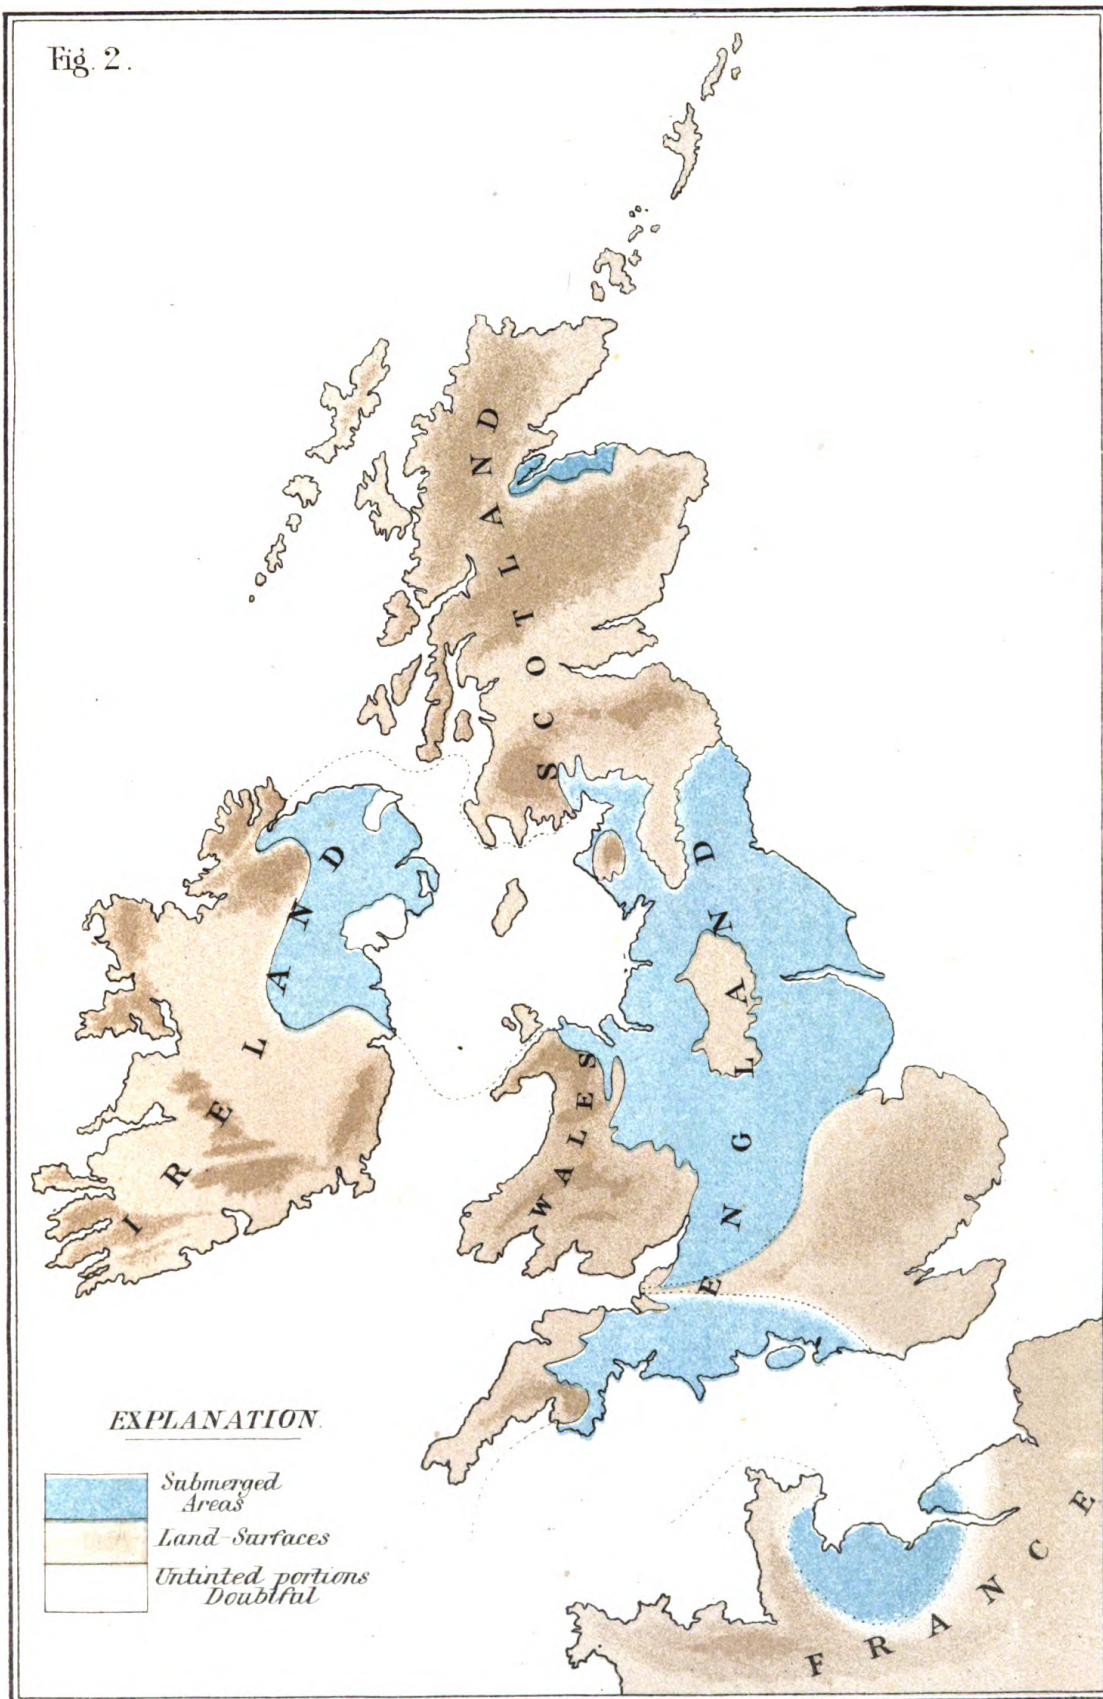 Fig. 2.
SCOTLAND
IRELAND
ENGLAND
WALES
FRANCE
EXPLANATION.
Submerged
Areas
Land-Surfaces
Untinted portions
Doubtful